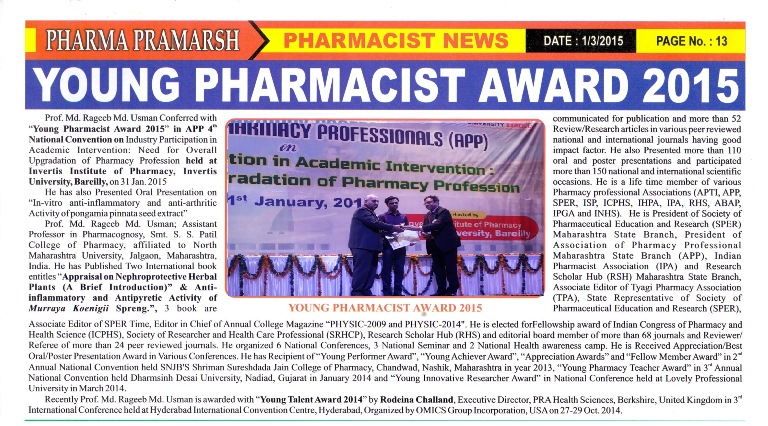 PHARMA PRAMARSH
PHARMACIST NEWS
DATE : 1/3/2015
PAGE No. : 13
YOUNG PHARMACIST AWARD 2015
Prof. Md. Rageeb Md. Usman Conferred with
"Young Pharmacist Award 2015" in APP 4th
National Convention on Industry Participation in
Academic Intervention: Need for Overall
Upgradation of Pharmacy Profession held at
Invertis Institute of Pharmacy, Invertis
University, Bareilly, on 31 Jan. 2015
He has also Presented Oral Presentation on
"In-vitro anti-inflammatory and anti-arthritic
Activity of pongamia pinnata seed extract"
Prof. Md. Rageeb Md. Usman; Assistant
Professor in Pharmacognosy, Smt. S. S. Patil
College of Pharmacy, affiliated to North
Maharashtra University, Jalgaon, Maharashtra,
India. He has Published Two International book
entitles "Appraisal on Nephroprotective Herbal
Plants (A Brief Introduction)" & Anti-
inflammatory and Antipyretic Activity of
Murraya Koenigii Spreng.", 3 book are
HARMACY PROFESSIONALS (APP)
in
tion in Academic Intervention :
radation of Pharmacy Profession
1st January, 201
Institute of Pharmacy
University, Bareilly
YOUNG PHARMACIST AWARD 2015
communicated for publication and more than 52
Review/Research articles in various peer reviewed
national and international journals having good
impact factor. He also Presented more than 110
oral and poster presentations and participated
more than 150 national and international scientific
occasions. He is a life time member of various
Pharmacy professional Associations (APTI, APP,
SPER, ISP, ICPHS, IHPA, IPA, RHS, ABAP,
IPGA and INHS). He is President of Society of
Pharmaceutical Education and Research (SPER)
Maharashtra State Branch, President of
Association of Pharmacy Professional
Maharashtra State Branch (APP), Indian
Pharmacist Association (IPA) and Research
Scholar Hub (RSH) Maharashtra State Branch,
Associate Editor of Tyagi Pharmacy Association
(TPA), State Representative of Society of
Pharmaceutical Education and Research (SPER),
Associate Editor of SPER Time, Editor in Chief of Annual College Magazine "PHYSIC-2009 and PHYSIC-2014". He is elected forFellowship award of Indian Congress of Pharmacy and
Health Science (ICPHS), Society of Researcher and Health Care Professional (SRHCP), Research Scholar Hub (RHS) and editorial board member of more than 68 journals and Reviewer/
Referee of more than 24 peer reviewed journals. He organized 6 National Conferences, 3 National Seminar and 2 National Health awareness camp. He is Received Appreciation/Best
Oral/Poster Presentation Award in Various Conferences. He has Recipient of "Young Performer Award", "Young Achiever Award", "Appreciation Awards" and "Fellow Member Award" in 2nd
Annual National Convention held SNJB'S Shriman Sureshdada Jain College of Pharmacy, Chandwad, Nashik, Maharashtra in year 2013, "Young Pharmacy Teacher Award" in 3rd Annual
National Convention held Dharmsinh Desai University, Nadiad, Gujarat in January 2014 and "Young Innovative Researcher Award" in National Conference held at Lovely Professional
University in March 2014.
Recently Prof. Md. Rageeb Md. Usman is awarded with "Young Talent Award 2014" by Rodeina Challand, Executive Director, PRA Health Sciences, Berkshire, United Kingdom in 3rd
International Conference held at Hyderabad International Convention Centre, Hyderabad, Organized by OMICS Group Incorporation, USA on 27-29 Oct. 2014.